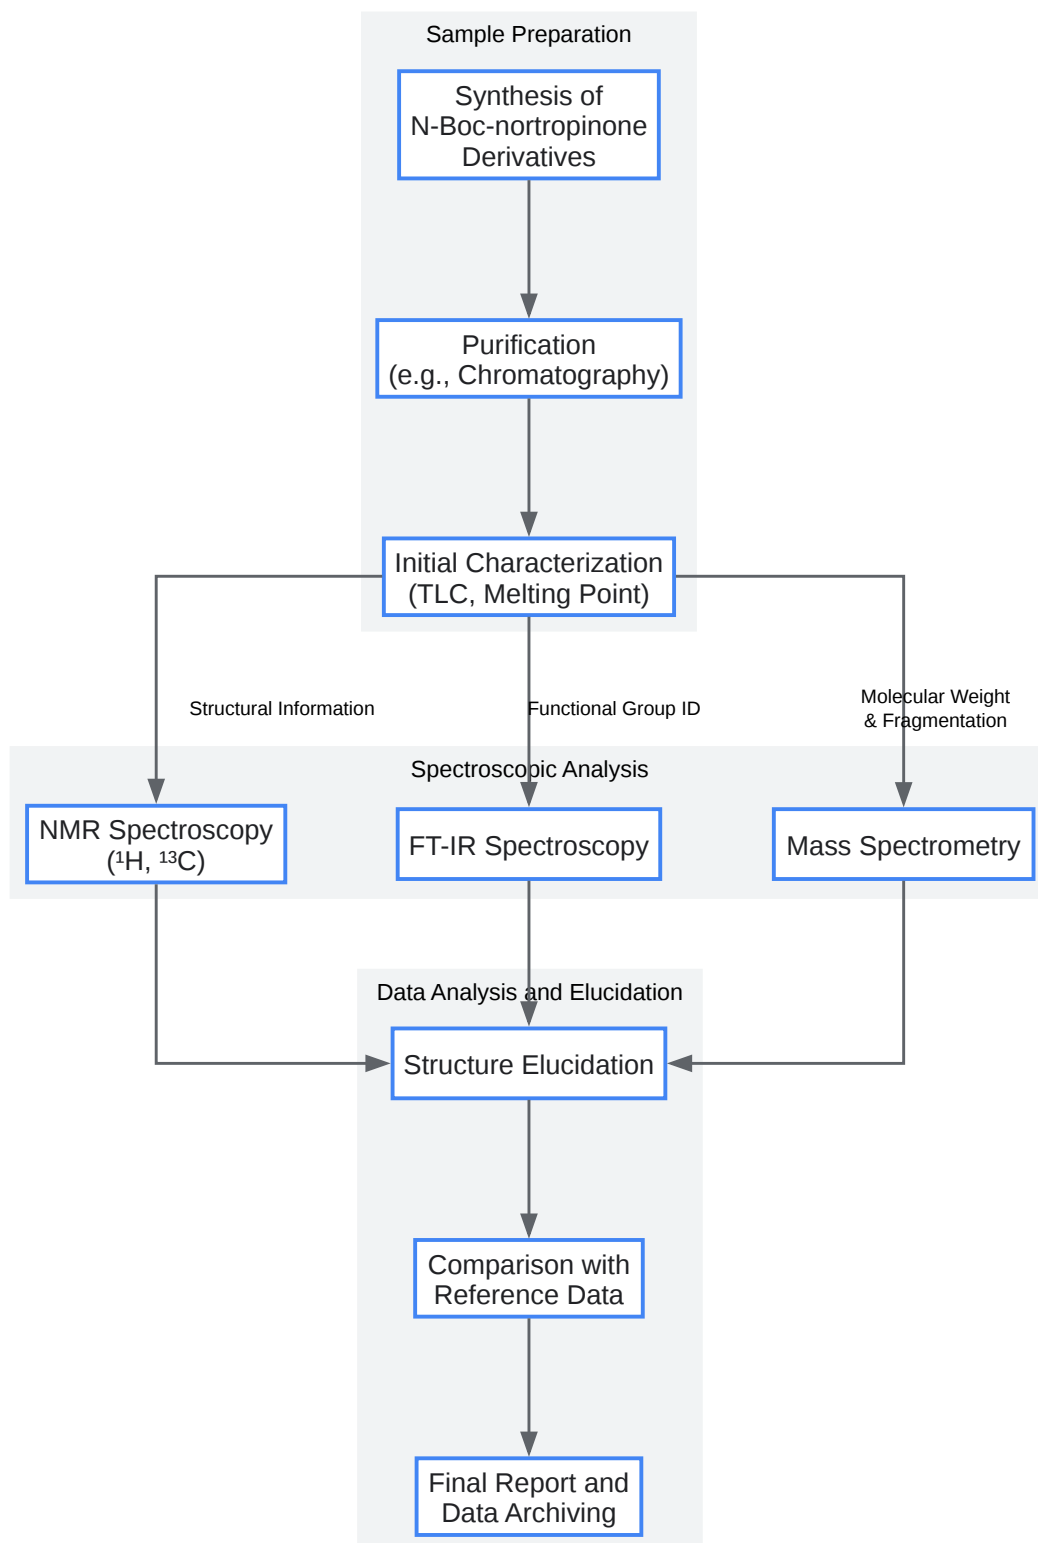 Sample Preparation
Synthesis of
N-Boc-nortropinone
Derivatives
Purification
(e.g., Chromatography)
Initial Characterization
(TLC, Melting Point)
Structural Information
Functional Group ID
Molecular Weight
& Fragmentation
Spectroscopic Analysis
NMR Spectroscopy
(¹H, ¹³C)
FT-IR Spectroscopy
Mass Spectrometry
Data Analysis and Elucidation
Structure Elucidation
Comparison with
Reference Data
Final Report and
Data Archiving